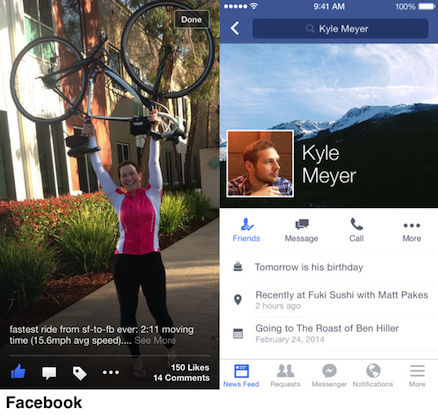 Done
fastest ride from sf-to-fb ever: 2:11 moving
time (15.6mph avg speed).... See More
150 Likes
14 Comments
9:41 AM
100%
Kyle Meyer
Kyle
Meyer
Friends
Message
Call
More
Tomorrow is his birthday
Recently at Fuki Sushi with Matt Pakes
2 hours ago
Going to The Roast of Ben Hiller
February 24, 2014
News Feed
Requests
Messenger
Notifications
More
Facebook